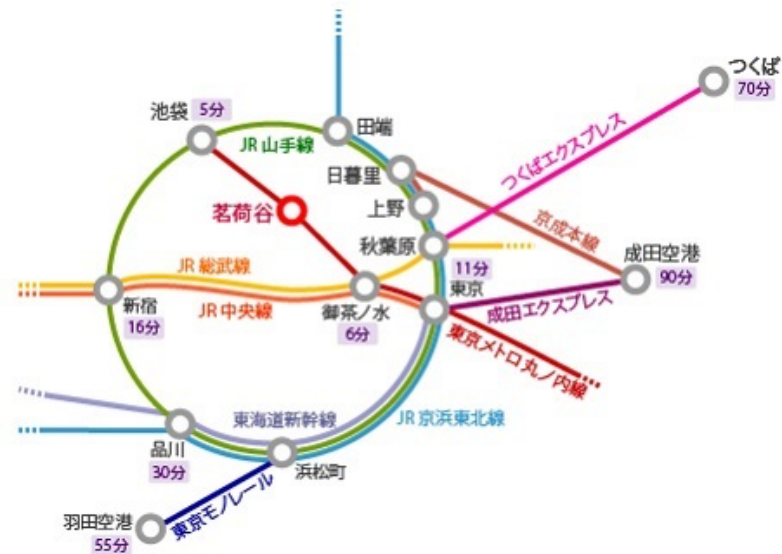 つくば
70分
池袋
5分
田端
JR 山手線
日暮里
つくばエクスプレス
上野
茗荷谷
秋葉原
京成本線
成田空港
90分
11分
東京
JR 総武線
新宿
16分
JR 中央線
御茶ノ水
6分
成田エクスプレス
東京メトロ 丸ノ内線
東海道新幹線
JR 京浜東北線
品川
30分
浜松町
羽田空港
55分
東京モノレール